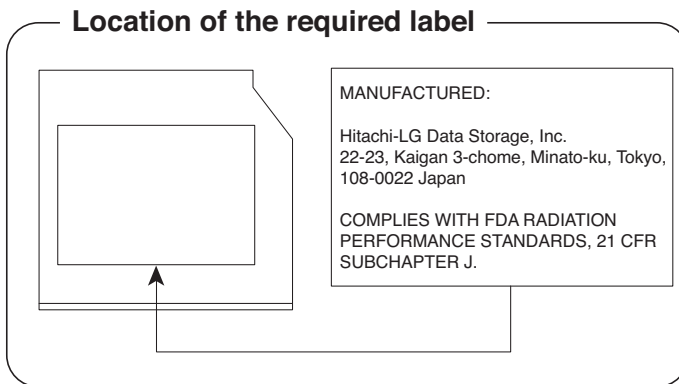 Location of the required label
MANUFACTURED:
Hitachi-LG Data Storage, Inc.
22-23, Kaigan 3-chome, Minato-ku, Tokyo,
108-0022 Japan
COMPLIES WITH FDA RADIATION
PERFORMANCE STANDARDS, 21 CFR
SUBCHAPTER J.